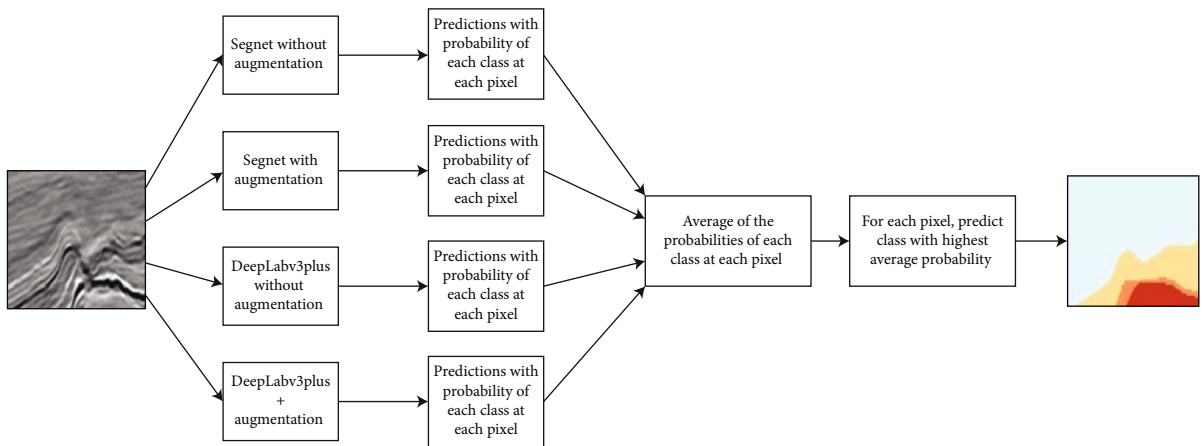 Segnet without
augmentation
Predictions with
probability of
each class at
each pixel
Segnet with
augmentation
Predictions with
probability of
each class at
each pixel
DeepLabv3plus
without
augmentation
Predictions with
probability of
each class at
each pixel
DeepLabv3plus
+
augmentation
Predictions with
probability of
each class at
each pixel
Average of the
probabilities of each
class at each pixel
For each pixel, predict
class with highest
average probability